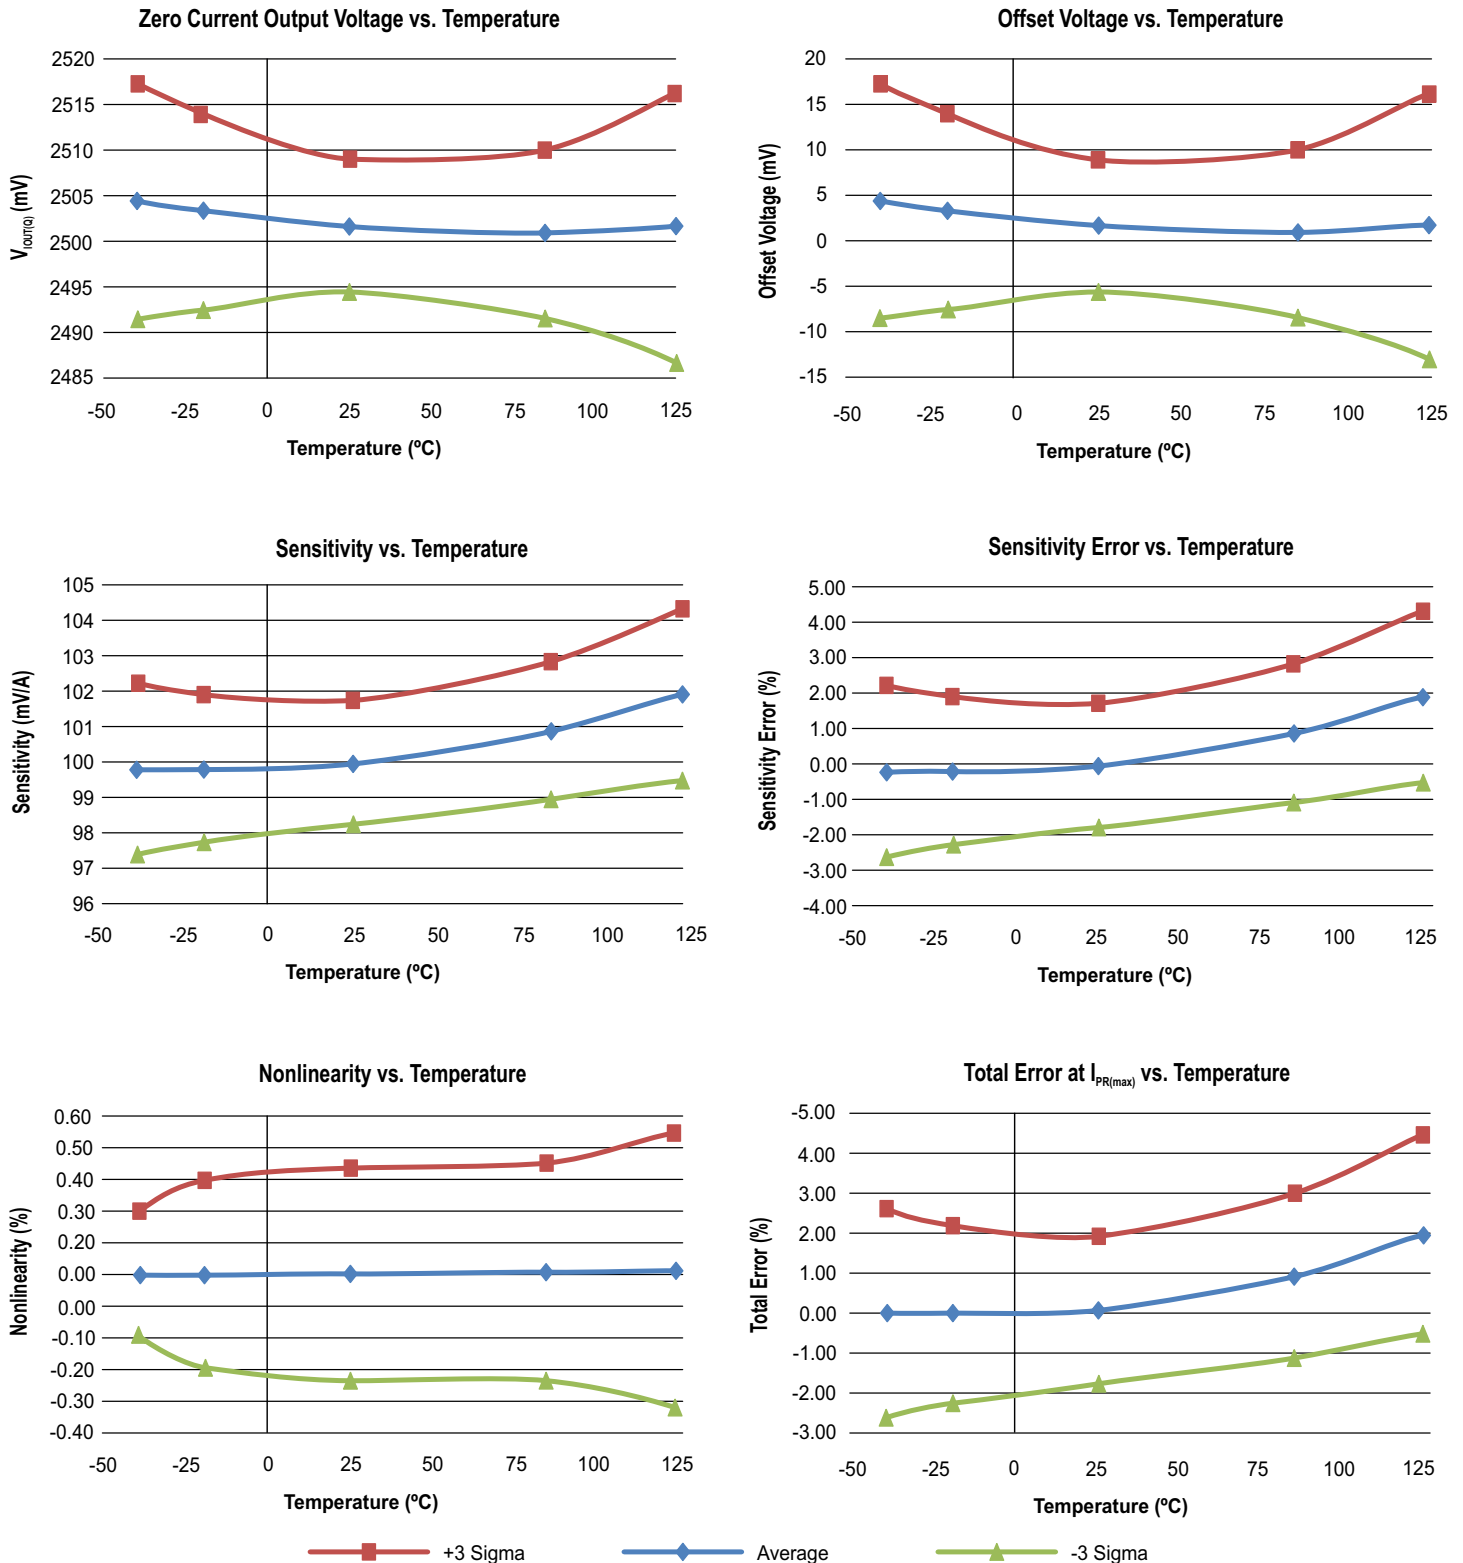 Zero Current Output Voltage vs. Temperature
2520
2515
2510
2505
2500
2495
2490
2485
V_IOUT(Q) (mV)
-50 -25 0 25 50 75 100 125
Temperature (ºC)
Offset Voltage vs. Temperature
20
15
10
5
0
-5
-10
-15
Offset Voltage (mV)
-50 -25 0 25 50 75 100 125
Temperature (ºC)
Sensitivity vs. Temperature
105
104
103
102
101
100
99
98
97
96
Sensitivity (mV/A)
-50 -25 0 25 50 75 100 125
Temperature (ºC)
Sensitivity Error vs. Temperature
5.00
4.00
3.00
2.00
1.00
0.00
-1.00
-2.00
-3.00
-4.00
Sensitivity Error (%)
-50 -25 0 25 50 75 100 125
Temperature (ºC)
Nonlinearity vs. Temperature
0.60
0.50
0.40
0.30
0.20
0.00
0.00
-0.10
-0.20
-0.30
-0.40
Nonlinearity (%)
-50 -25 0 25 50 75 100 125
Temperature (ºC)
Total Error at I_PR(max) vs. Temperature
-5.00
4.00
3.00
2.00
1.00
0.00
-1.00
-2.00
-3.00
Total Error (%)
-50 -25 0 25 50 75 100 125
Temperature (ºC)
+3 Sigma Average -3 Sigma